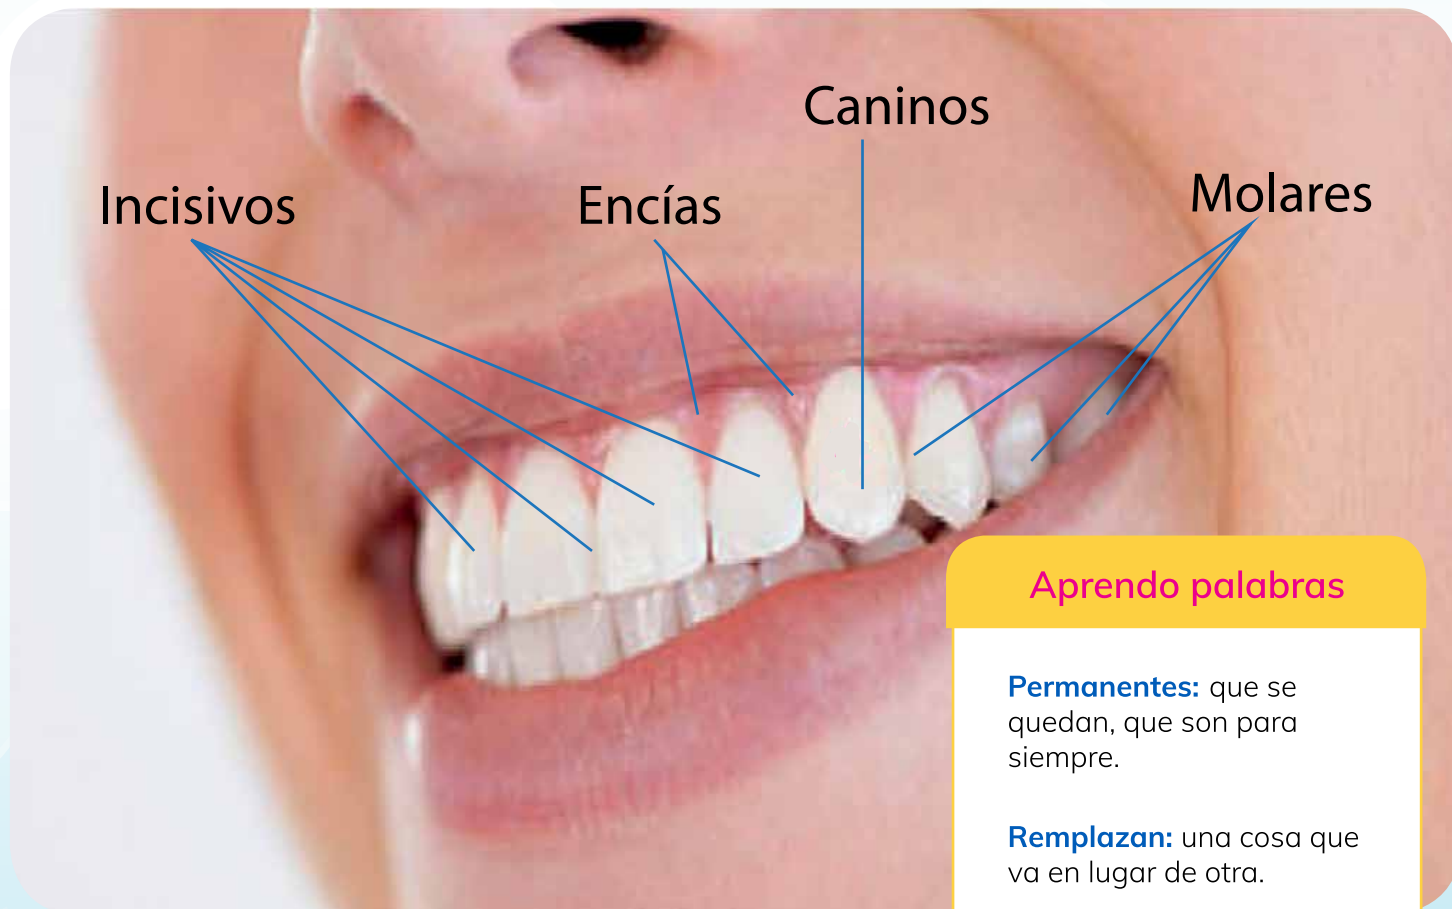 Caninos
Incisivos
Encías
Molares
Aprendo palabras
Permanentes: que se
quedan, que son para
siempre.
Remplazan: una cosa que
va en lugar de otra.